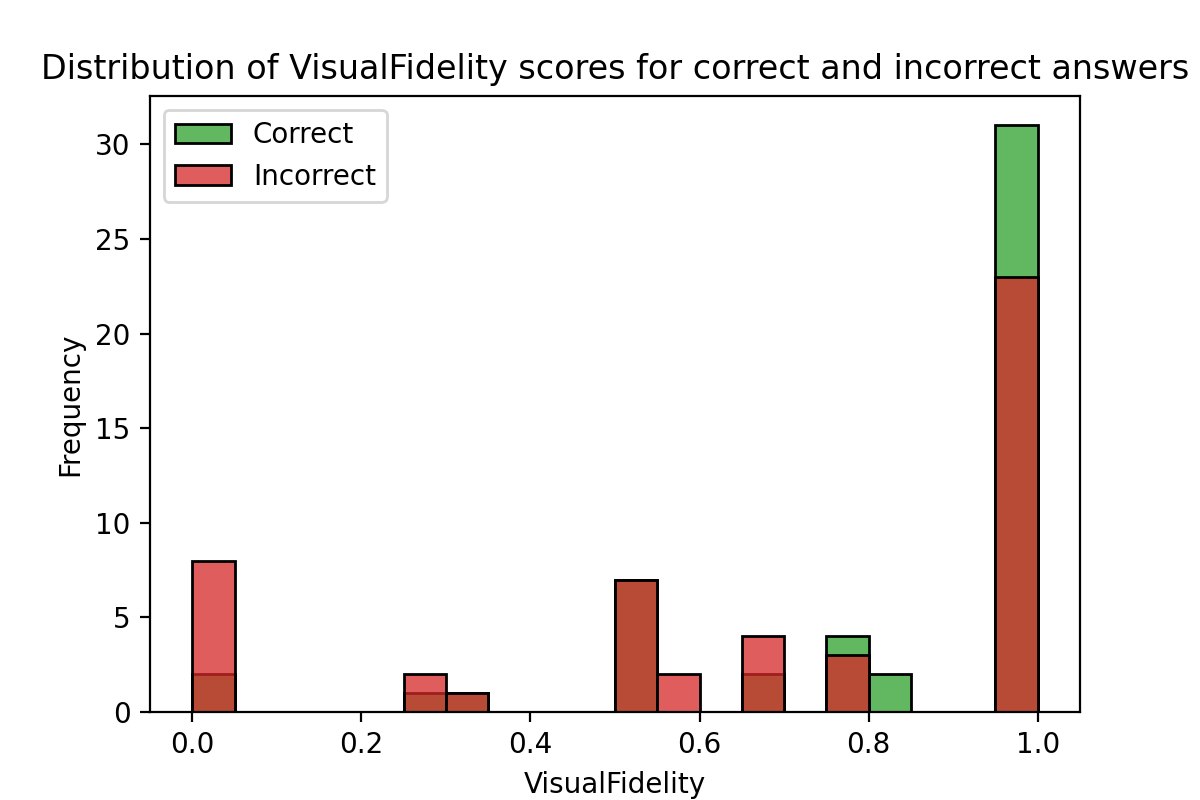 Distribution of VisualFidelity scores for correct and incorrect answers
Correct
Incorrect
Frequency
30
25
20
15
10
5
0
0.0 0.2 0.4 0.6 0.8 1.0
VisualFidelity